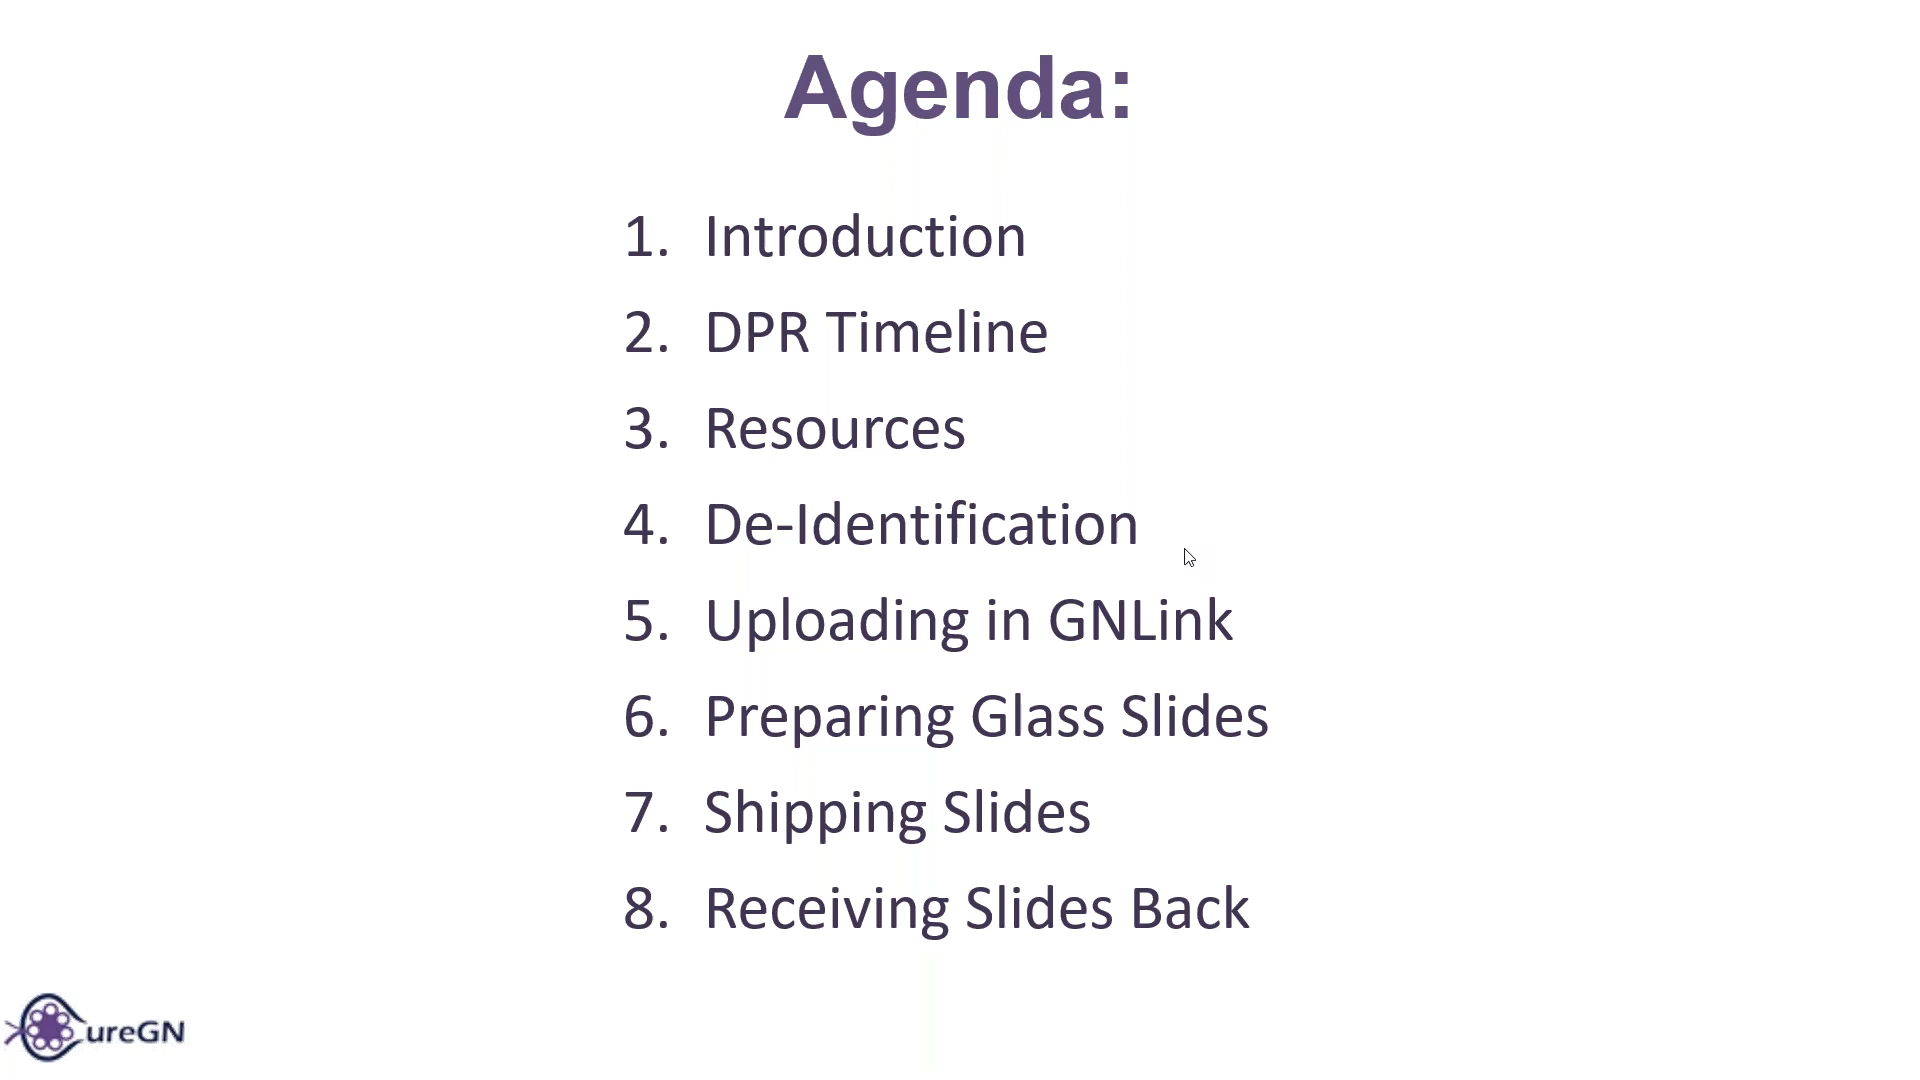 Agenda:
1. Introduction
2. DPR Timeline
3. Resources
4. De-Identification
5. Uploading in GNLink
6. Preparing Glass Slides
7. Shipping Slides
8. Receiving Slides Back
CureGN